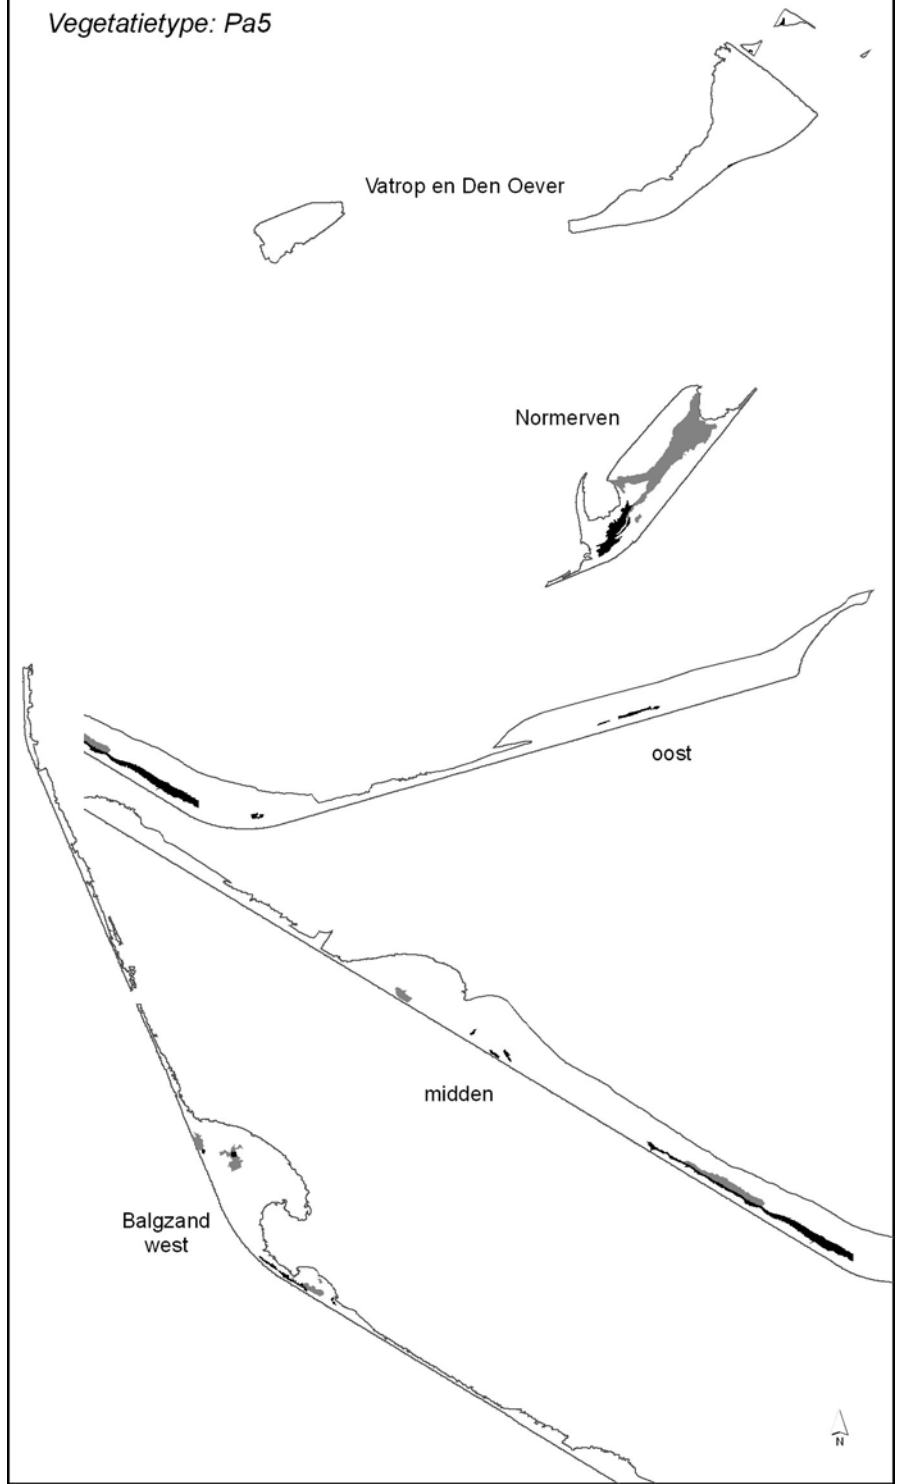 Vegetatietype: Pa5
Vatrop en Den Oever
Normerven
oost
midden
Balgzand
west
N